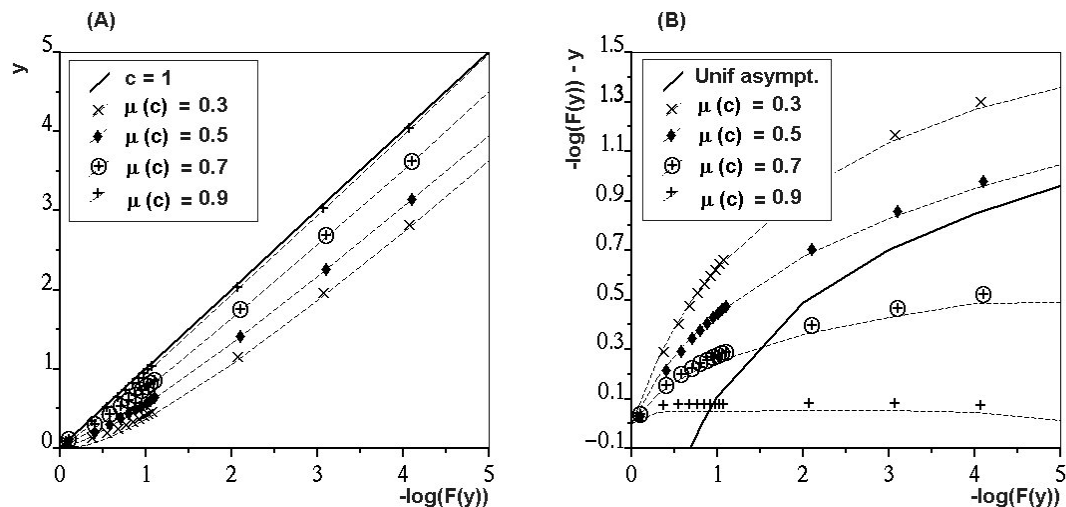 (A)
y
5
4
3
2
1
0
c = 1
μ (c) = 0.3
μ (c) = 0.5
μ (c) = 0.7
μ (c) = 0.9
0 1 2 3 4 5
-log(F(y))
(B)
-log(F(y)) - y
1.5
1.3
1.1
0.9
0.7
0.5
0.3
0.1
−0.1
Unif asympt.
μ (c) = 0.3
μ (c) = 0.5
μ (c) = 0.7
μ (c) = 0.9
0 1 2 3 4 5
-log(F(y))